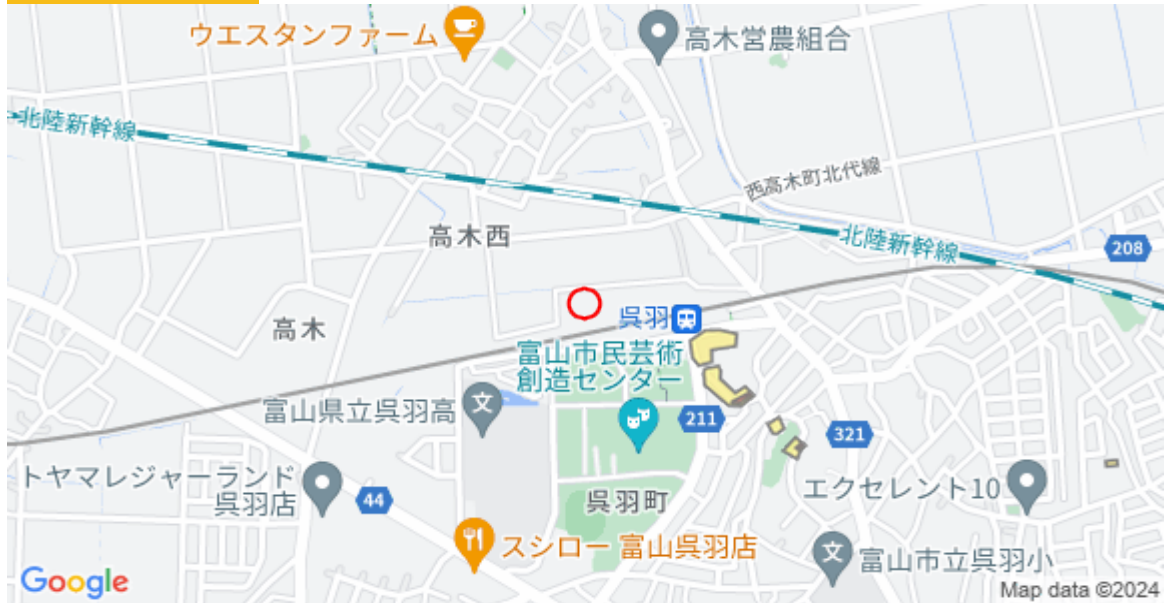 ウエスタンファーム
高木営農組合
北陸新幹線
西高木町北代線
高木西
北陸新幹線
208
高木
呉羽
富山市民芸術
創造センター
富山県立呉羽高
211
321
トヤマレジャーランド
呉羽店
44
エクセレント10
呉羽町
スシロー 富山呉羽店
富山市立呉羽小
Google
Map data ©2024